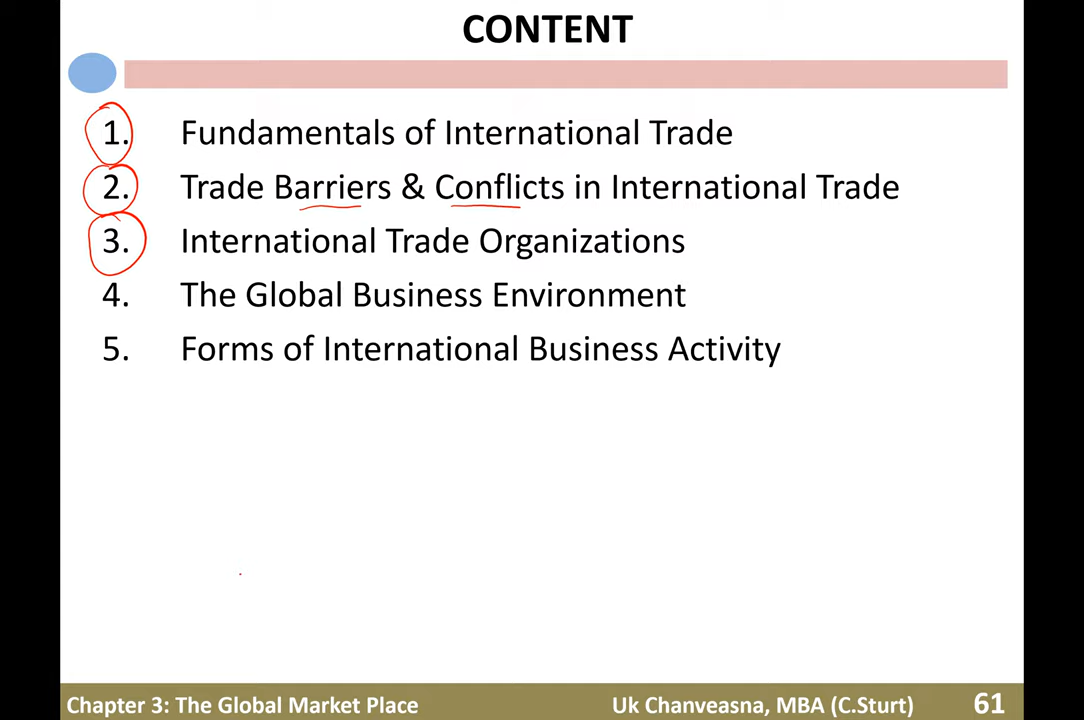 CONTENT
1. Fundamentals of International Trade
2. Trade Barriers & Conflicts in International Trade
3. International Trade Organizations
4. The Global Business Environment
5. Forms of International Business Activity
Chapter 3: The Global Market Place Uk Chanveasna, MBA (C.Sturt) 61